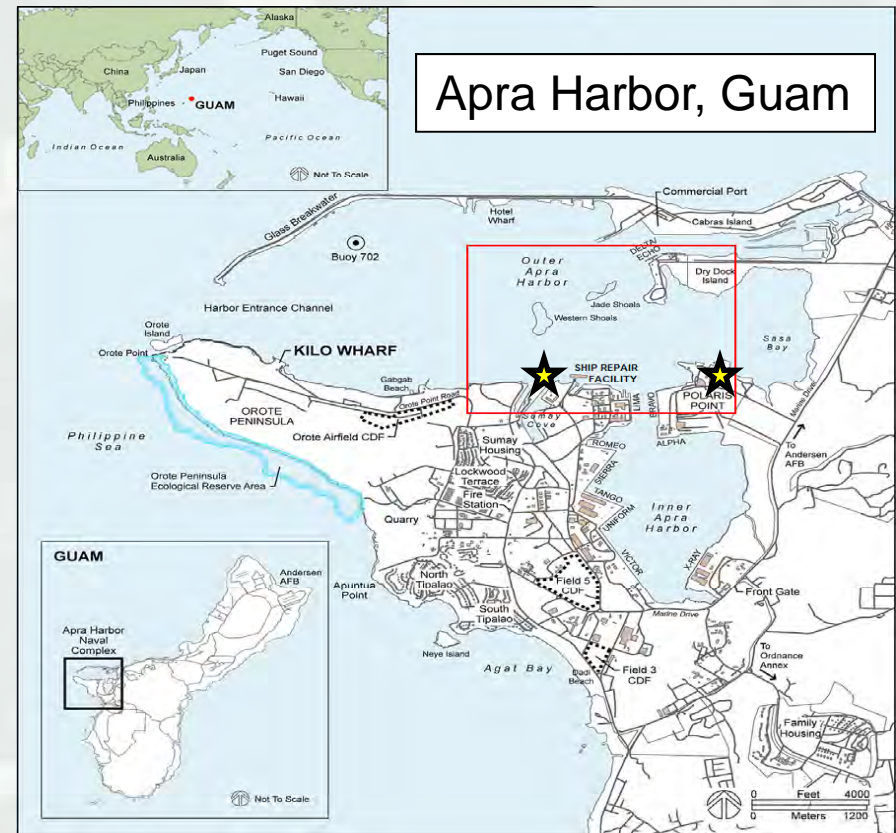 Apra Harbor, Guam
Alaska
Puget Sound
China
Japan
San Diego
Philippines
GUAM
Hawaii
Pacific Ocean
Indian Ocean
Australia
Not To Scale
Commercial Port
Glass Breakwater
Hotel
Wharf
Cabras Island
Buoy 702
DELTA/
ECHO
Outer
Apra
Harbor
Dry Dock
Island
Jade Shoals
Western Shoals
Harbor Entrance Channel
Sasa
Bay
Orote
Island
Orote Point
KILO WHARF
SHIP REPAIR
FACILITY
Gabgab
Beach
POLARIS
POINT
Marine Drive
Orote Point Road
LIMA
BRAVO
Sumay
Cove
OROTE
PENINSULA
Orote Airfield CDF
ALPHA
To
Andersen
AFB
Philippine
Sea
Sumay
Housing
ROMEO
SIERRA
Orote Peninsula
Ecological Reserve Area
Lockwood
Terrace
Fire
Station
TANGO
UNIFORM
Inner
Apra
Harbor
Quarry
VICTOR
X-RAY
GUAM
Andersen
AFB
Apuntua
Point
North
Tipalao
Field 5
CDF
Front Gate
South
Tipalao
Marine Drive
Apra Harbor
Naval
Complex
Neye Island
Agat Bay
Dadi
Beach
Field 3
CDF
To
Ordnance
Annex
Family
Housing
Not To Scale
0 Feet 4000
0 Meters 1200